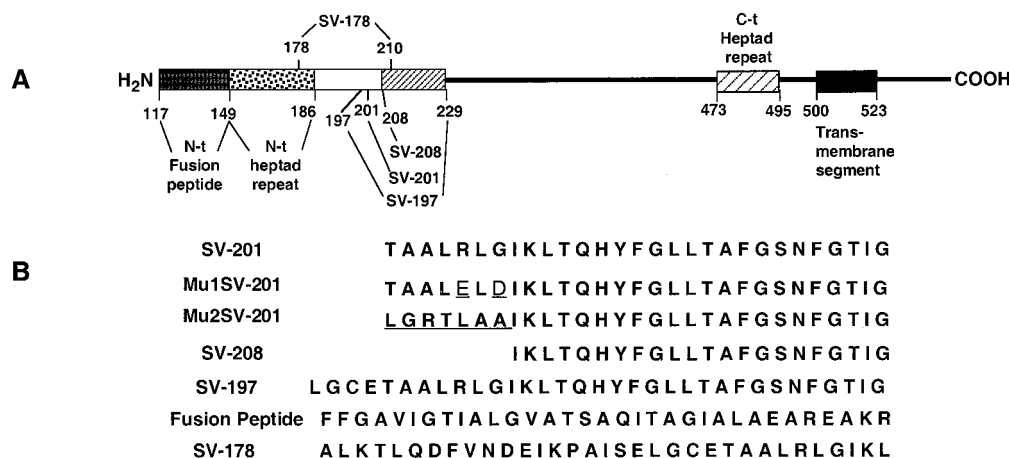 SV-178
C-t
Heptad
repeat
178 210
A H₂N COOH
117 149 186 197 201 208 229 473 495 500 523
N-t
Fusion
peptide
N-t
heptad
repeat
SV-208
SV-201
SV-197
Trans-
membrane
segment
B
SV-201 TAALRLGIKLTQHYFGLLTAFGSNFGTIG
Mu1SV-201 TAALELDIKLTQHYFGLLTAFGSNFGTIG
Mu2SV-201 LGRTLAAIKLTQHYFGLLTAFGSNFGTIG
SV-208 IKLTQHYFGLLTAFGSNFGTIG
SV-197 LGCETAALRLGIKLTQHYFGLLTAFGSNFGTIG
Fusion Peptide FFGAVIGTIALGVATSAQITAGIALAEAREAKR
SV-178 ALKTLQDFVNDEIKPAISELGCETAALRLGIKL